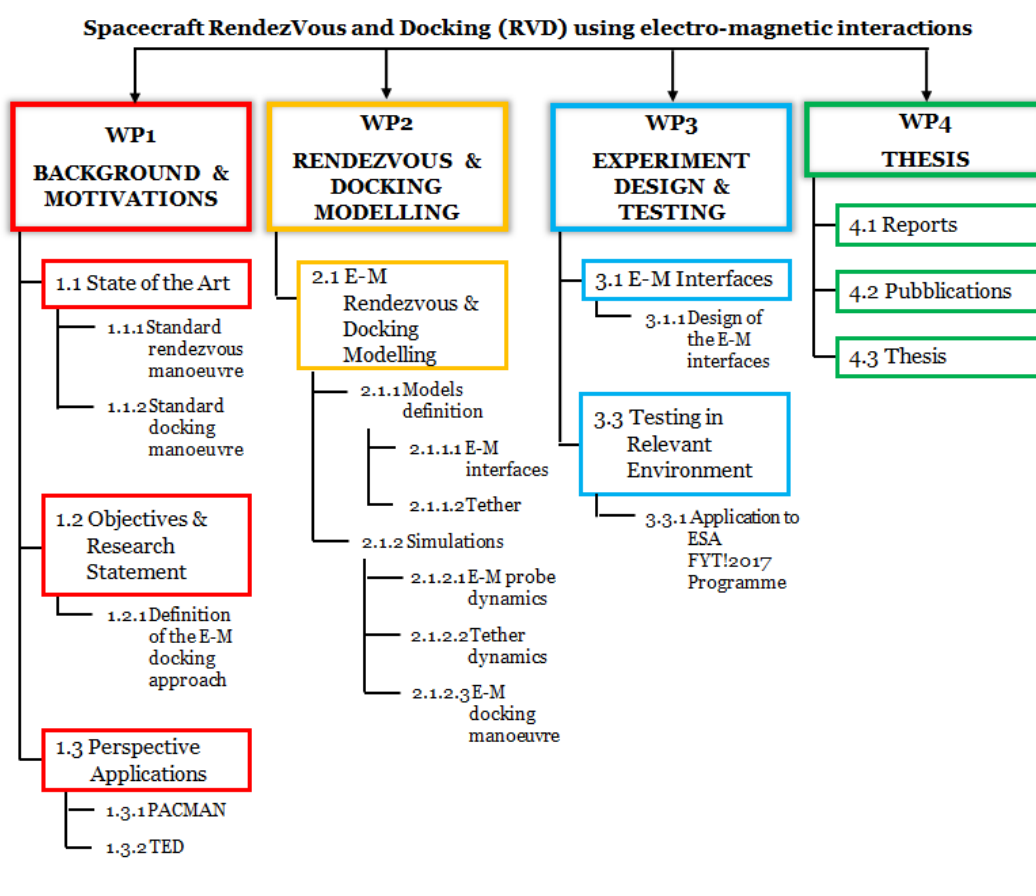 Spacecraft RendezVous and Docking (RVD) using electro-magnetic interactions
WP1
BACKGROUND &
MOTIVATIONS
1.1 State of the Art
1.1.1 Standard
rendezvous
manoeuvre
1.1.2 Standard
docking
manoeuvre
1.2 Objectives &
Research
Statement
1.2.1 Definition
of the E-M
docking
approach
1.3 Perspective
Applications
1.3.1 PACMAN
1.3.2 TED
WP2
RENDEZVOUS &
DOCKING
MODELLING
2.1 E-M
Rendezvous &
Docking
Modelling
2.1.1 Models
definition
2.1.1.1 E-M
interfaces
2.1.1.2 Tether
2.1.2 Simulations
2.1.2.1 E-M probe
dynamics
2.1.2.2 Tether
dynamics
2.1.2.3 E-M
docking
manoeuvre
WP3
EXPERIMENT
DESIGN &
TESTING
3.1 E-M Interfaces
3.1.1 Design of
the E-M
interfaces
3.3 Testing in
Relevant
Environment
3.3.1 Application to
ESA
FYT!2017
Programme
WP4
THESIS
4.1 Reports
4.2 Pubblications
4.3 Thesis